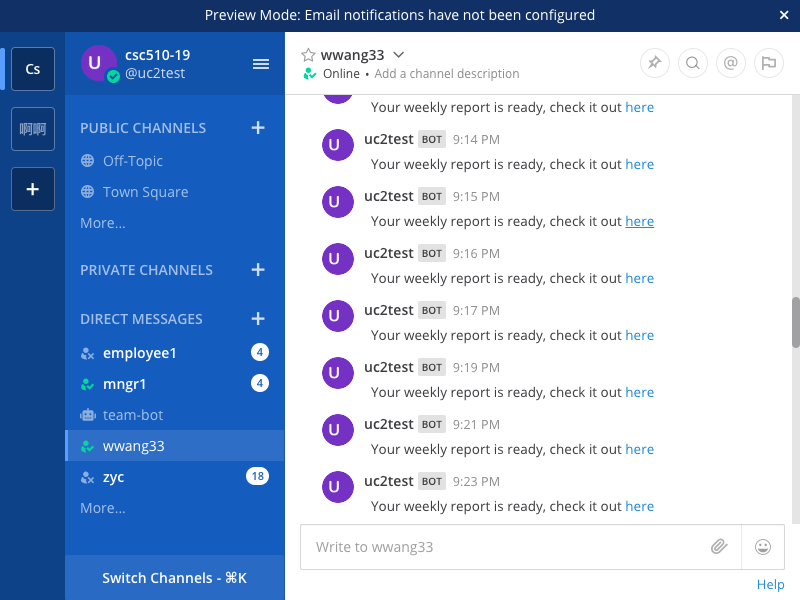 Preview Mode: Email notifications have not been configured ×
Cs
啊啊
+
U csc510-19
@uc2test
PUBLIC CHANNELS +
Off-Topic
Town Square
More...
PRIVATE CHANNELS +
DIRECT MESSAGES +
employee1 4
mngr1 4
team-bot
wwang33
zyc 18
More...
Switch Channels - ⌘K
wwang33
Online • Add a channel description
@
Your weekly report is ready, check it out here
U uc2test BOT 9:14 PM
Your weekly report is ready, check it out here
U uc2test BOT 9:15 PM
Your weekly report is ready, check it out here
U uc2test BOT 9:16 PM
Your weekly report is ready, check it out here
U uc2test BOT 9:17 PM
Your weekly report is ready, check it out here
U uc2test BOT 9:19 PM
Your weekly report is ready, check it out here
U uc2test BOT 9:21 PM
Your weekly report is ready, check it out here
U uc2test BOT 9:23 PM
Your weekly report is ready, check it out here
Write to wwang33
Help